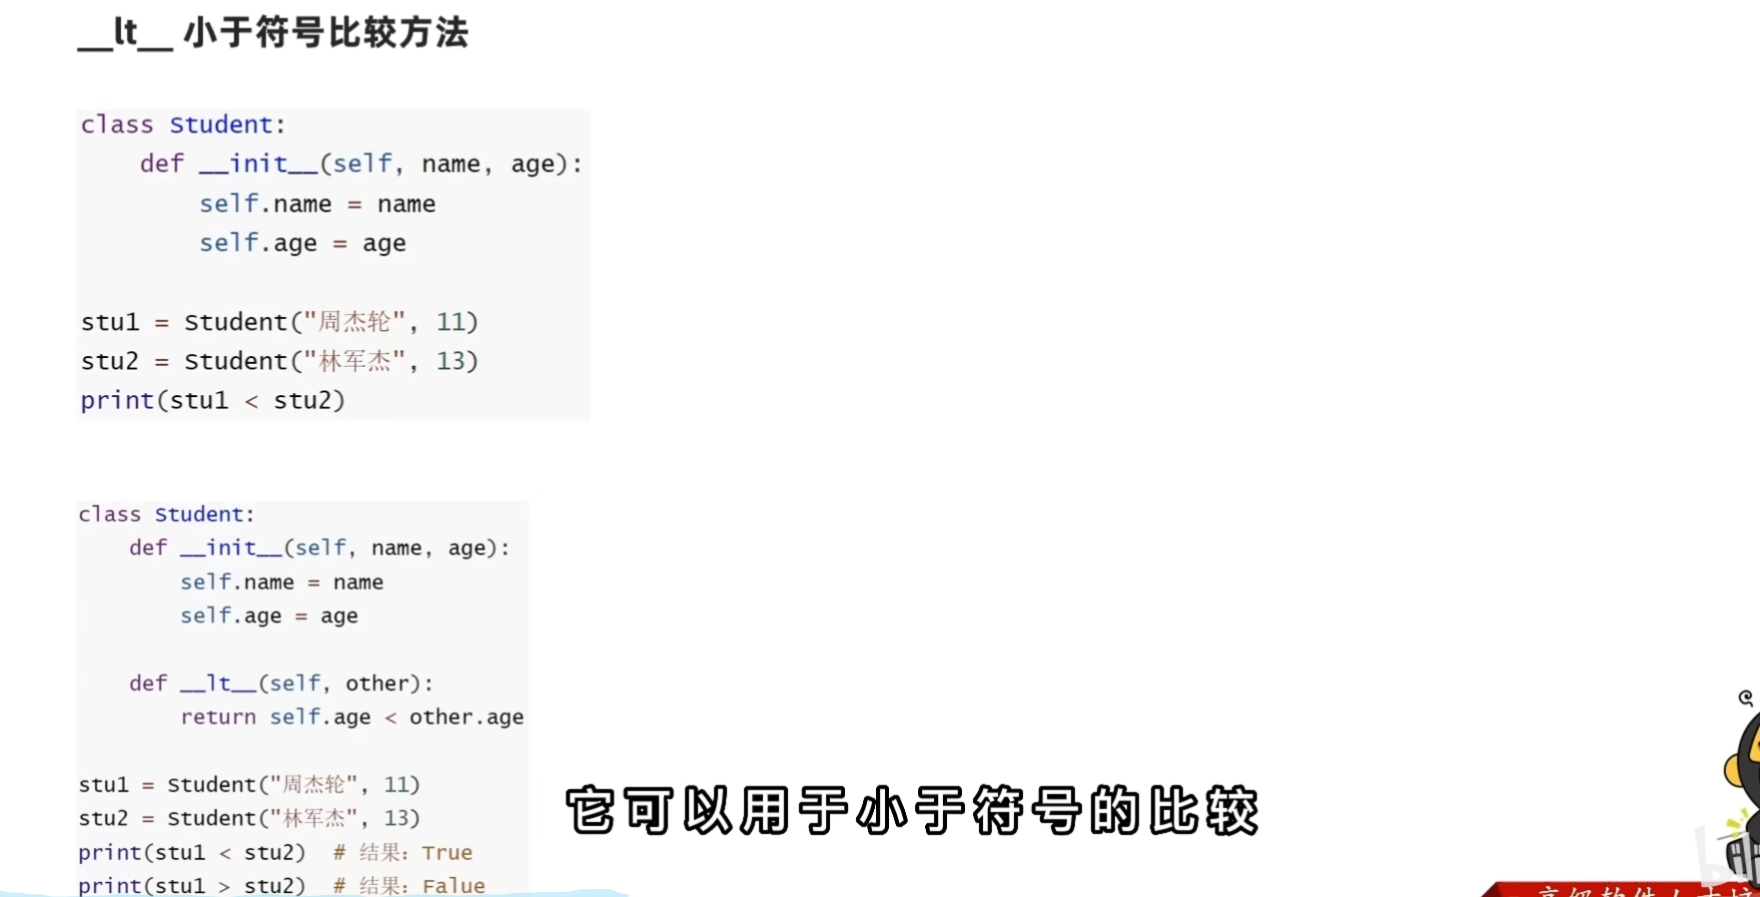 __lt__ 小于符号比较方法
class Student:
    def __init__(self, name, age):
        self.name = name
        self.age = age
stu1 = Student("周杰轮", 11)
stu2 = Student("林军杰", 13)
print(stu1 < stu2)
class Student:
    def __init__(self, name, age):
        self.name = name
        self.age = age
    def __lt__(self, other):
        return self.age < other.age
stu1 = Student("周杰轮", 11)
stu2 = Student("林军杰", 13)
print(stu1 < stu2)  # 结果：True
print(stu1 > stu2)  # 结果：Falue
它可以用于小于符号的比较